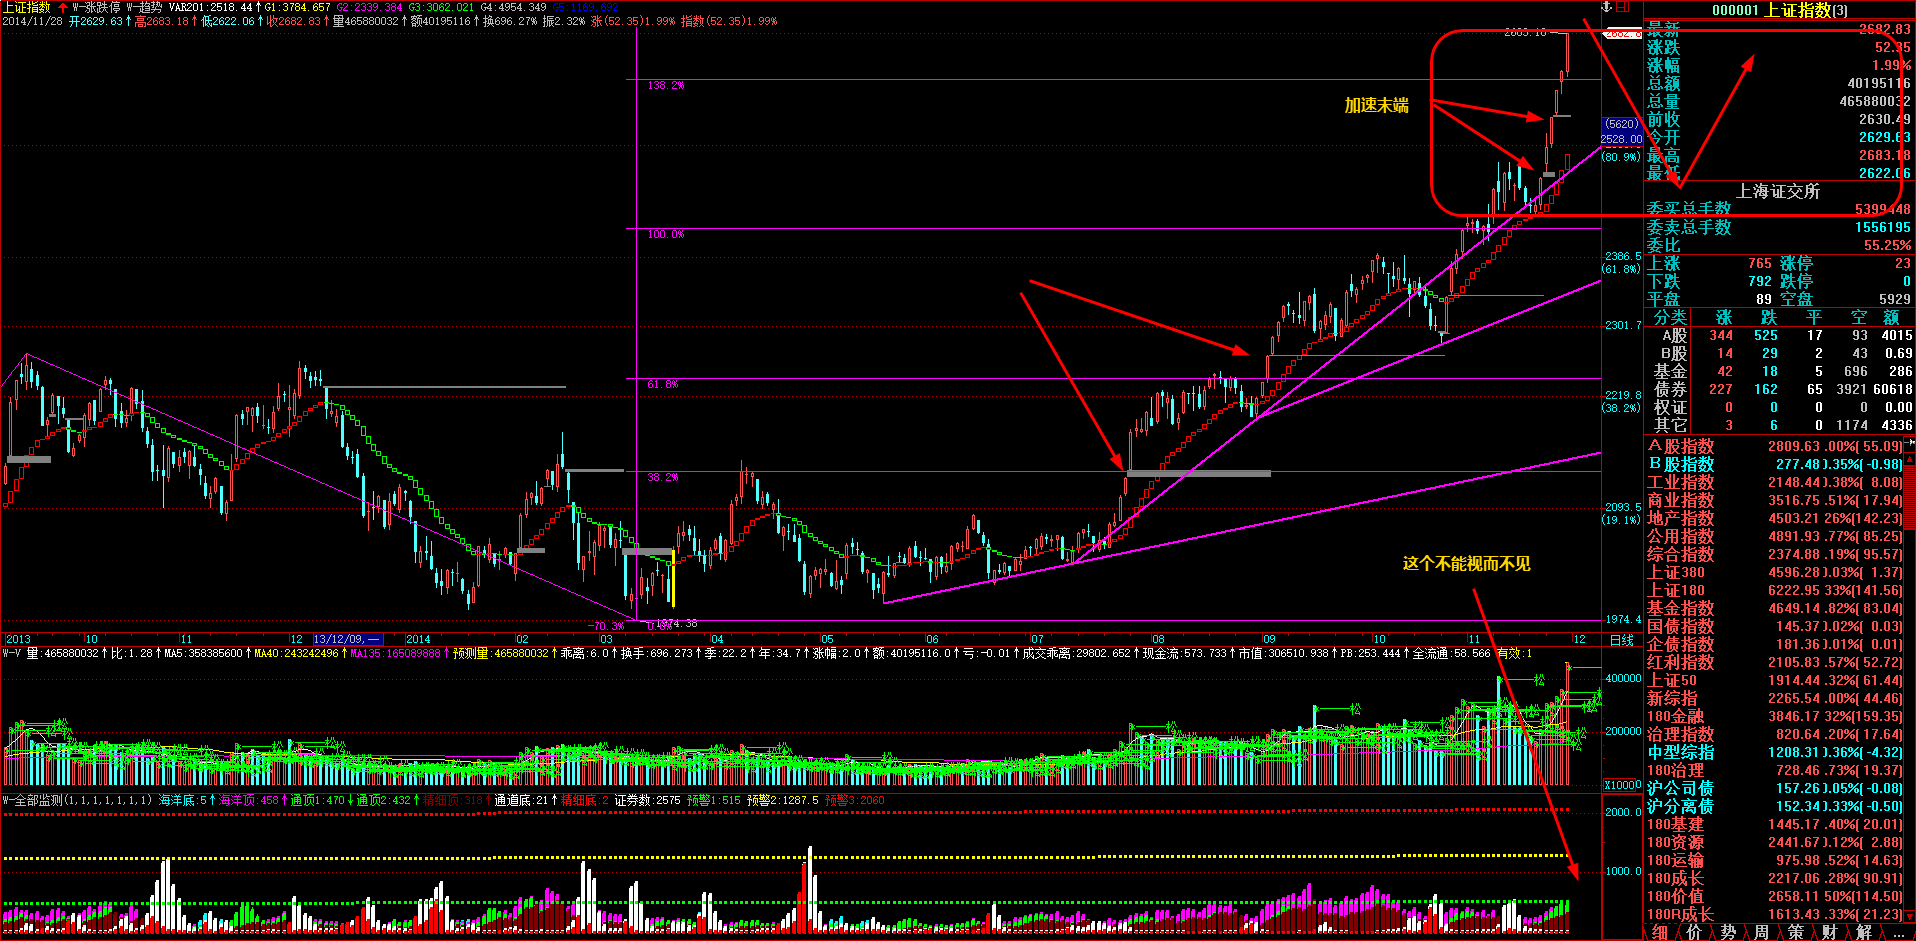 上证指数 W-涨跌停 W-趋势 VAR201:2518.44↑G1:3784.657 G2:2339.384 G3:3062.021 G4:4954.349 G5:1169.692
2014/11/28 开2629.63↑高2683.18↑低2622.06↑收2682.83↑量465880032↑额40195116↑换696.27% 振2.32% 涨(52.35)1.99% 指数(52.35)1.99%
138.2%
100.0%
61.8%
38.2%
-70.3%
1974.38
加速末端
这个不能视而不见
(5620)
2528.00
(80.9%)
2386.5
(61.8%)
2301.7
2219.8
(38.2%)
2093.5
(19.1%)
1974.4
2013 10 11 12 13/12/09,一 2014 02 03 04 05 06 07 08 09 10 11 12 日线
W-V 量:465880032↑比:1.28↑MA5:358385600↑MA40:243242496↑MA135:165089888↑预测量:465880032↑乖离:6.0↑换手:696.273↑季:22.2↑年:34.7↑涨幅:2.0↑额:40195116.0↑亏:-0.01↑成交乖离:29802.652↑现金流:573.733↑市值:306510.938↑PB:253.444↑全流通:58.566 有效:1
400000
200000
X1000
W-全部监测(1,1,1,1,1,1,1) 海洋底:5↑海洋顶:458↑通顶1:470↓通顶2:432↑精细顶:316↑通道底:21↑精细底:2 证券数:2575 预警1:515 预警2:1287.5 预警3:2060
2000.0
1000.0
000001 上证指数(3)
最新 2682.83
涨跌 52.35
涨幅 1.99%
总额 40195116
总量 465880032
前收 2630.49
今开 2629.63
最高 2683.18
最低 2622.06
上海证交所
委买总手数 5399448
委卖总手数 1556195
委比 55.25%
上涨 765 涨停 23
下跌 792 跌停 0
平盘 89 空盘 5929
分类 涨 跌 平 空 额
A股 344 525 17 93 4015
B股 14 29 2 43 0.69
基金 42 18 5 696 286
债券 227 162 65 3921 60618
权证 0 0 0 0 0.00
其它 3 6 0 1174 4336
A股指数 2809.63 .00%( 55.09)
B股指数 277.48 0.35%( -0.98)
工业指数 2148.44 0.38%( 8.08)
商业指数 3516.75 .51%( 17.94)
地产指数 4503.21 26%(142.23)
公用指数 4891.93 .77%( 85.25)
综合指数 2374.88 .19%( 95.57)
上证380 4596.28 0.03%( 1.37)
上证180 6222.95 33%(141.56)
基金指数 4649.14 .82%( 83.04)
国债指数 145.37 0.02%( 0.03)
企债指数 181.36 0.01%( 0.01)
红利指数 2105.83 .57%( 52.72)
上证50 1914.44 .32%( 61.44)
新综指 2265.54 .00%( 44.46)
180金融 3846.17 32%(159.35)
治理指数 820.64 .20%( 17.64)
中型综指 1208.31 0.36%( -4.32)
180治理 728.46 .73%( 19.37)
沪公司债 157.26 0.05%( -0.08)
沪分离债 152.34 0.33%( -0.50)
180基建 1445.17 .40%( 20.01)
180资源 2441.67 0.12%( 2.88)
180运输 975.98 .52%( 14.63)
180成长 2217.06 .28%( 90.91)
180价值 2658.11 50%(114.50)
180R成长 1613.43 .33%( 21.23)
细 价 势 周 策 财 解 ...